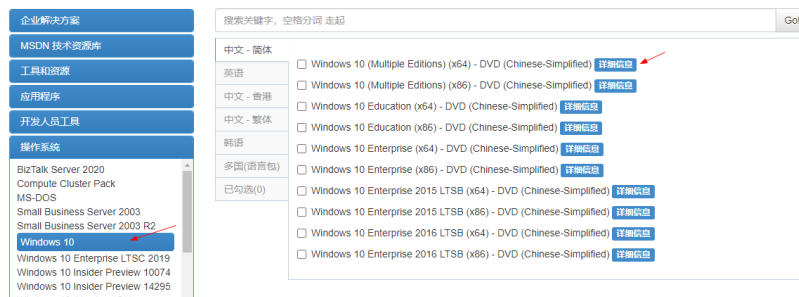 企业解决方案
MSDN 技术资源库
工具和资源
应用程序
开发人员工具
操作系统
BizTalk Server 2020
Compute Cluster Pack
MS-DOS
Small Business Server 2003
Small Business Server 2003 R2
Windows 10
Windows 10 Enterprise LTSC 2019
Windows 10 Insider Preview 10074
Windows 10 Insider Preview 14295
搜索关键字，空格分词 走起
Go!
中文 - 简体
英语
中文 - 香港
中文 - 繁体
韩语
多国(语言包)
已勾选(0)
Windows 10 (Multiple Editions) (x64) - DVD (Chinese-Simplified) 详细信息
Windows 10 (Multiple Editions) (x86) - DVD (Chinese-Simplified) 详细信息
Windows 10 Education (x64) - DVD (Chinese-Simplified) 详细信息
Windows 10 Education (x86) - DVD (Chinese-Simplified) 详细信息
Windows 10 Enterprise (x64) - DVD (Chinese-Simplified) 详细信息
Windows 10 Enterprise (x86) - DVD (Chinese-Simplified) 详细信息
Windows 10 Enterprise 2015 LTSB (x64) - DVD (Chinese-Simplified) 详细信息
Windows 10 Enterprise 2015 LTSB (x86) - DVD (Chinese-Simplified) 详细信息
Windows 10 Enterprise 2016 LTSB (x64) - DVD (Chinese-Simplified) 详细信息
Windows 10 Enterprise 2016 LTSB (x86) - DVD (Chinese-Simplified) 详细信息